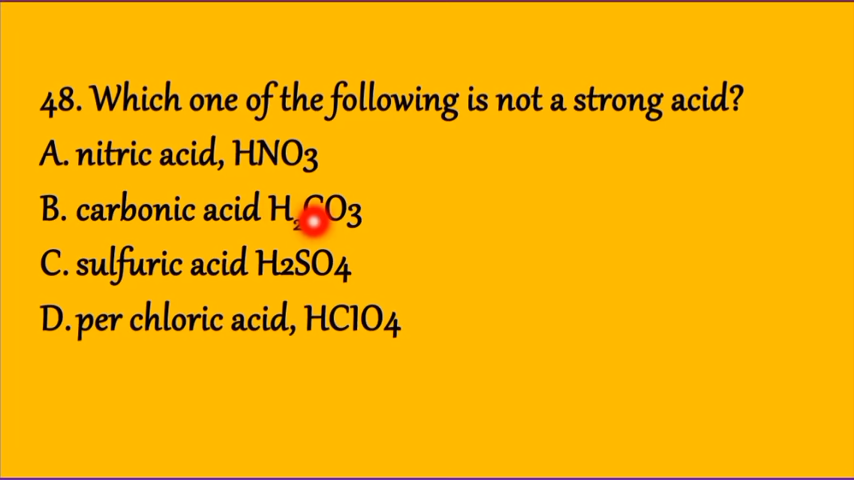 48. Which one of the following is not a strong acid?
A. nitric acid, HNO3
B. carbonic acid H₂CO3
C. sulfuric acid H2SO4
D. per chloric acid, HClO4